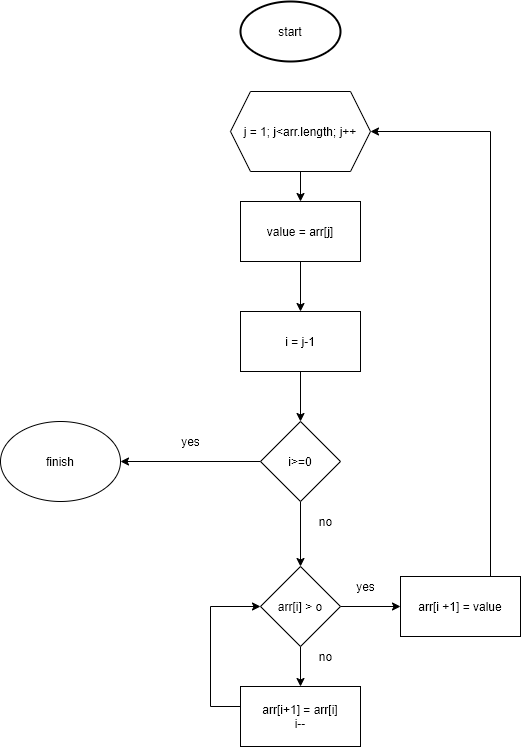 start
j = 1; j<arr.length; j++
value = arr[j]
i = j-1
i>=0
yes
finish
no
arr[i] > o
yes
arr[i +1] = value
no
arr[i+1] = arr[i]
i--